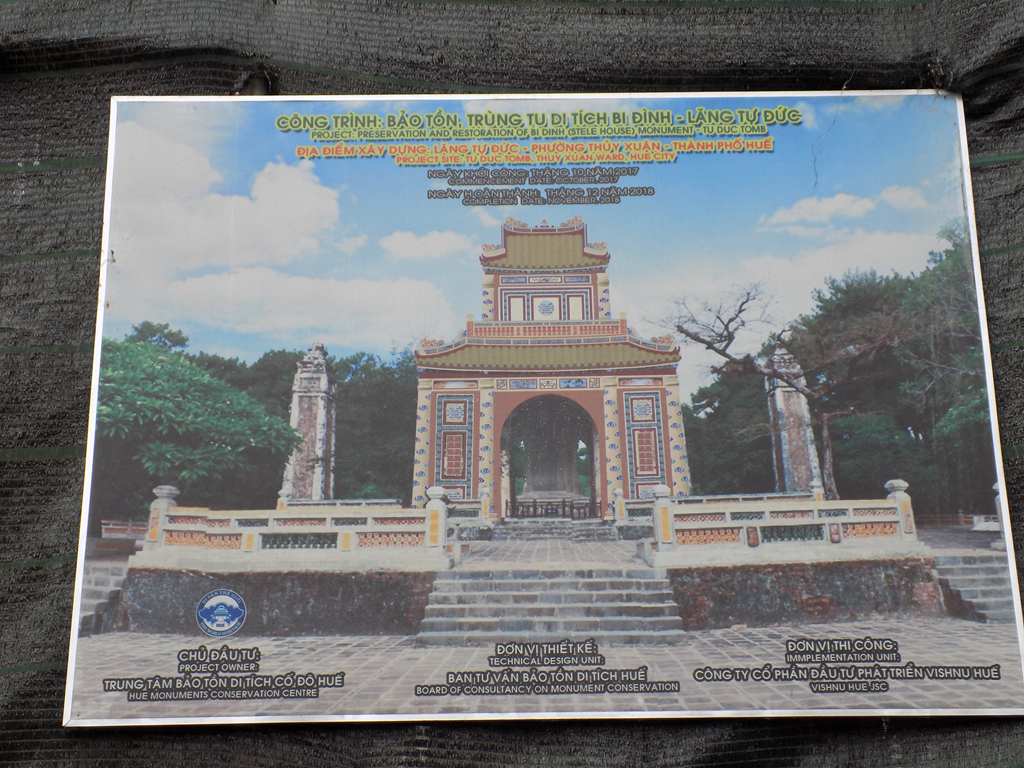 CÔNG TRÌNH: BẢO TỒN, TRÙNG TU DI TÍCH BI ĐÌNH - LĂNG TỰ ĐỨC
PROJECT: PRESERVATION AND RESTORATION OF BI DINH (STELE HOUSE) MONUMENT - TU DUC TOMB
ĐỊA ĐIỂM XÂY DỰNG: LĂNG TỰ ĐỨC - PHƯỜNG THỦY XUÂN - THÀNH PHỐ HUẾ
PROJECT SITE: TU DUC TOMB, THUY XUAN WARD, HUE CITY
NGÀY KHỞI CÔNG: THÁNG 10 NĂM 2017
COMMENSEMENT DATE: OCTOBER, 2017
NGÀY HOÀN THÀNH: THÁNG 12 NĂM 2018
COMPLETION DATE: NOVEMBER, 2018
CHỦ ĐẦU TƯ:
PROJECT OWNER:
TRUNG TÂM BẢO TỒN DI TÍCH CỐ ĐÔ HUẾ
HUE MONUMENTS CONSERVATION CENTRE
ĐƠN VỊ THIẾT KẾ:
TECHNICAL DESIGN UNIT:
BAN TƯ VẤN BẢO TỒN DI TÍCH HUẾ
BOARD OF CONSULTANCY ON MONUMENT CONSERVATION
ĐƠN VỊ THI CÔNG:
IMMPLEMENTATION UNIT:
CÔNG TY CỔ PHẦN ĐẦU TƯ PHÁT TRIỂN VISHNU HUẾ
VISHNU HUE JSC